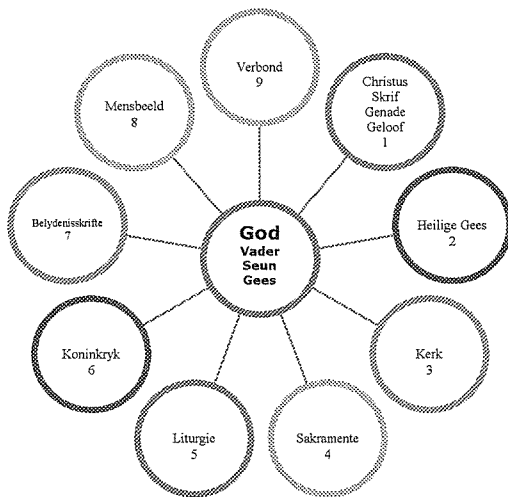 God
Vader
Seun
Gees
Christus
Skrif
Genade
Geloof
1
Heilige Gees
2
Kerk
3
Sakramente
4
Liturgie
5
Koninkryk
6
Belydenisskrifte
7
Mensbeeld
8
Verbond
9